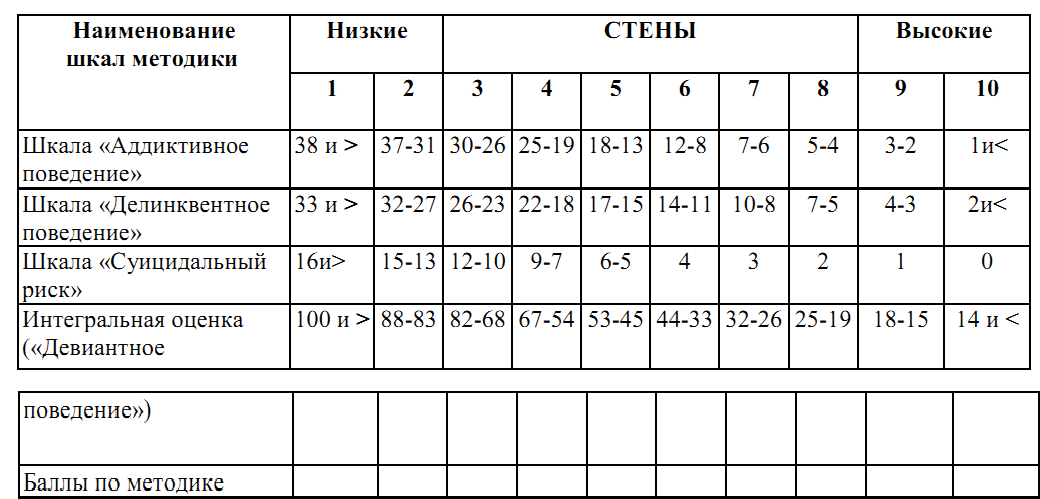 Наименование шкал методики Низкие СТЕНЫ Высокие
1 2 3 4 5 6 7 8 9 10
Шкала «Аддиктивное поведение» 38 и > 37-31 30-26 25-19 18-13 12-8 7-6 5-4 3-2 1и<
Шкала «Делинквентное поведение» 33 и > 32-27 26-23 22-18 17-15 14-11 10-8 7-5 4-3 2и<
Шкала «Суицидальный риск» 16и> 15-13 12-10 9-7 6-5 4 3 2 1 0
Интегральная оценка («Девиантное 100 и > 88-83 82-68 67-54 53-45 44-33 32-26 25-19 18-15 14 и <
поведение»)
Баллы по методике